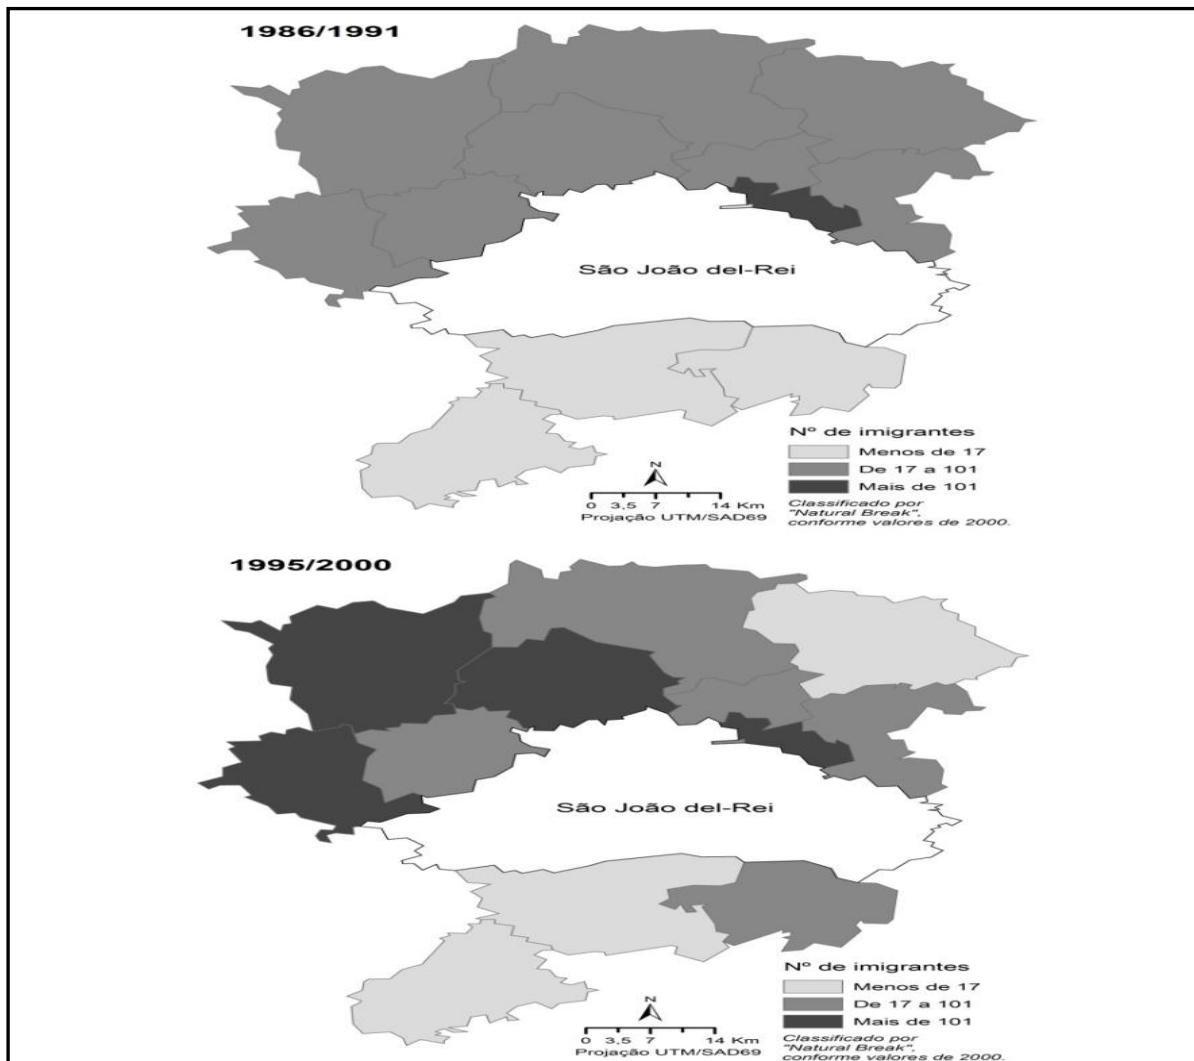 1986/1991
São João del-Rei
Nº de imigrantes
Menos de 17
De 17 a 101
Mais de 101
Classificado por
"Natural Break",
conforme valores de 2000.
N
0 3,5 7 14 Km
Projação UTM/SAD69
1995/2000
São João del-Rei
Nº de imigrantes
Menos de 17
De 17 a 101
Mais de 101
Classificado por
"Natural Break",
conforme valores de 2000.
N
0 3,5 7 14 Km
Projação UTM/SAD69